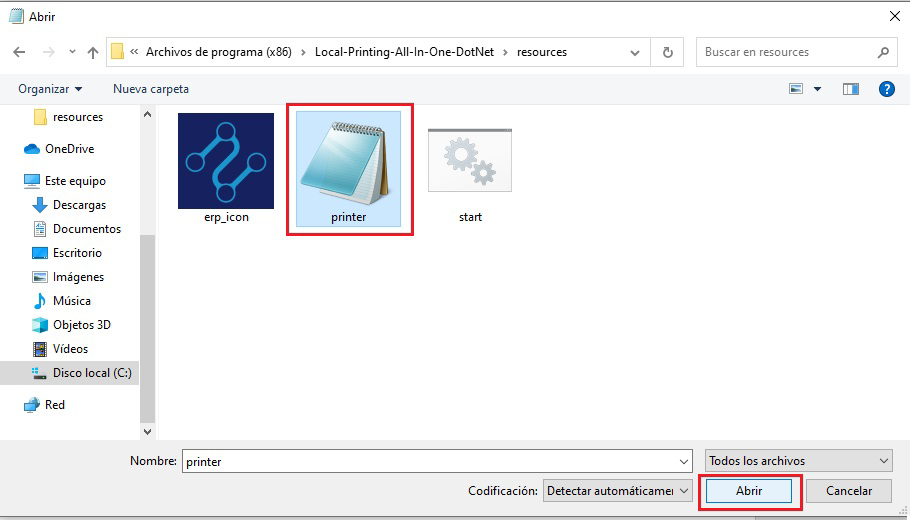 Abrir
« Archivos de programa (x86) > Local-Printing-All-In-One-DotNet > resources
Buscar en resources
Organizar
Nueva carpeta
?
resources
OneDrive
Este equipo
Descargas
Documentos
Escritorio
Imágenes
Música
Objetos 3D
Vídeos
Disco local (C:)
Red
erp_icon
printer
start
Nombre:
printer
Todos los archivos
Codificación:
Detectar automáticamer
Abrir
Cancelar